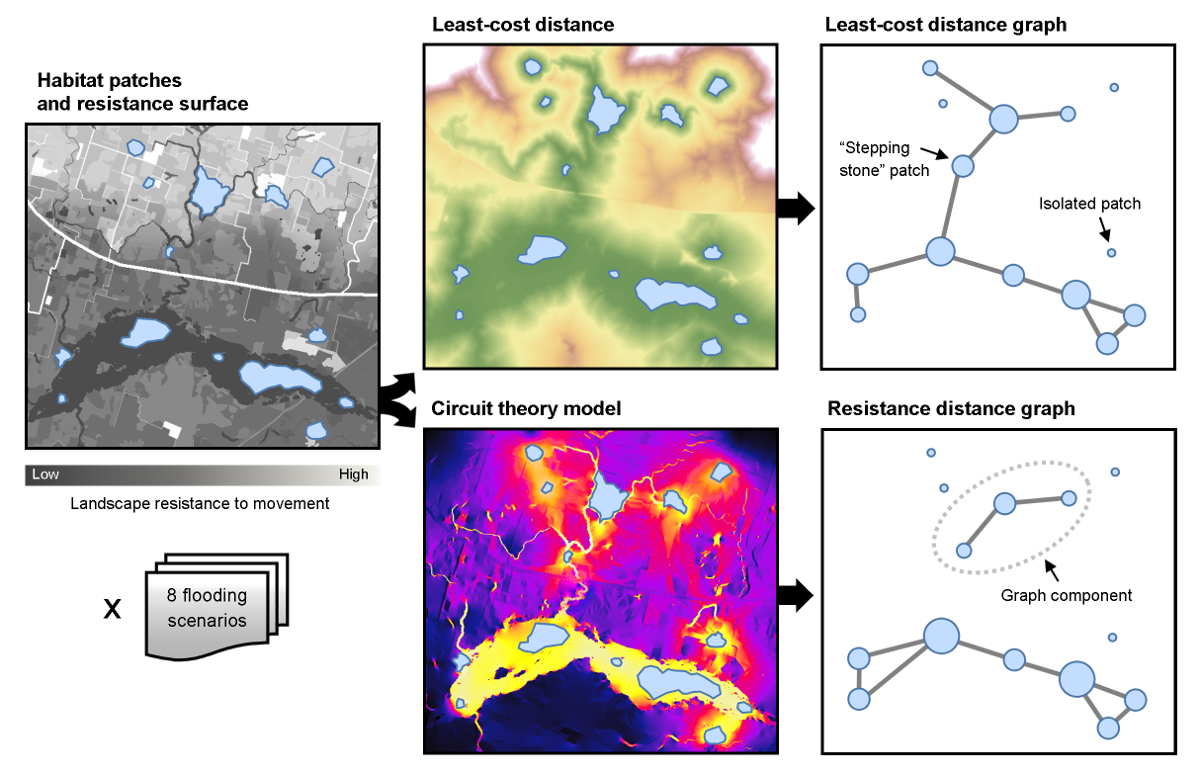 Habitat patches
and resistance surface
Low
High
Landscape resistance to movement
X
8 flooding
scenarios
Least-cost distance
Least-cost distance graph
“Stepping
stone” patch
Isolated patch
Circuit theory model
Resistance distance graph
Graph component